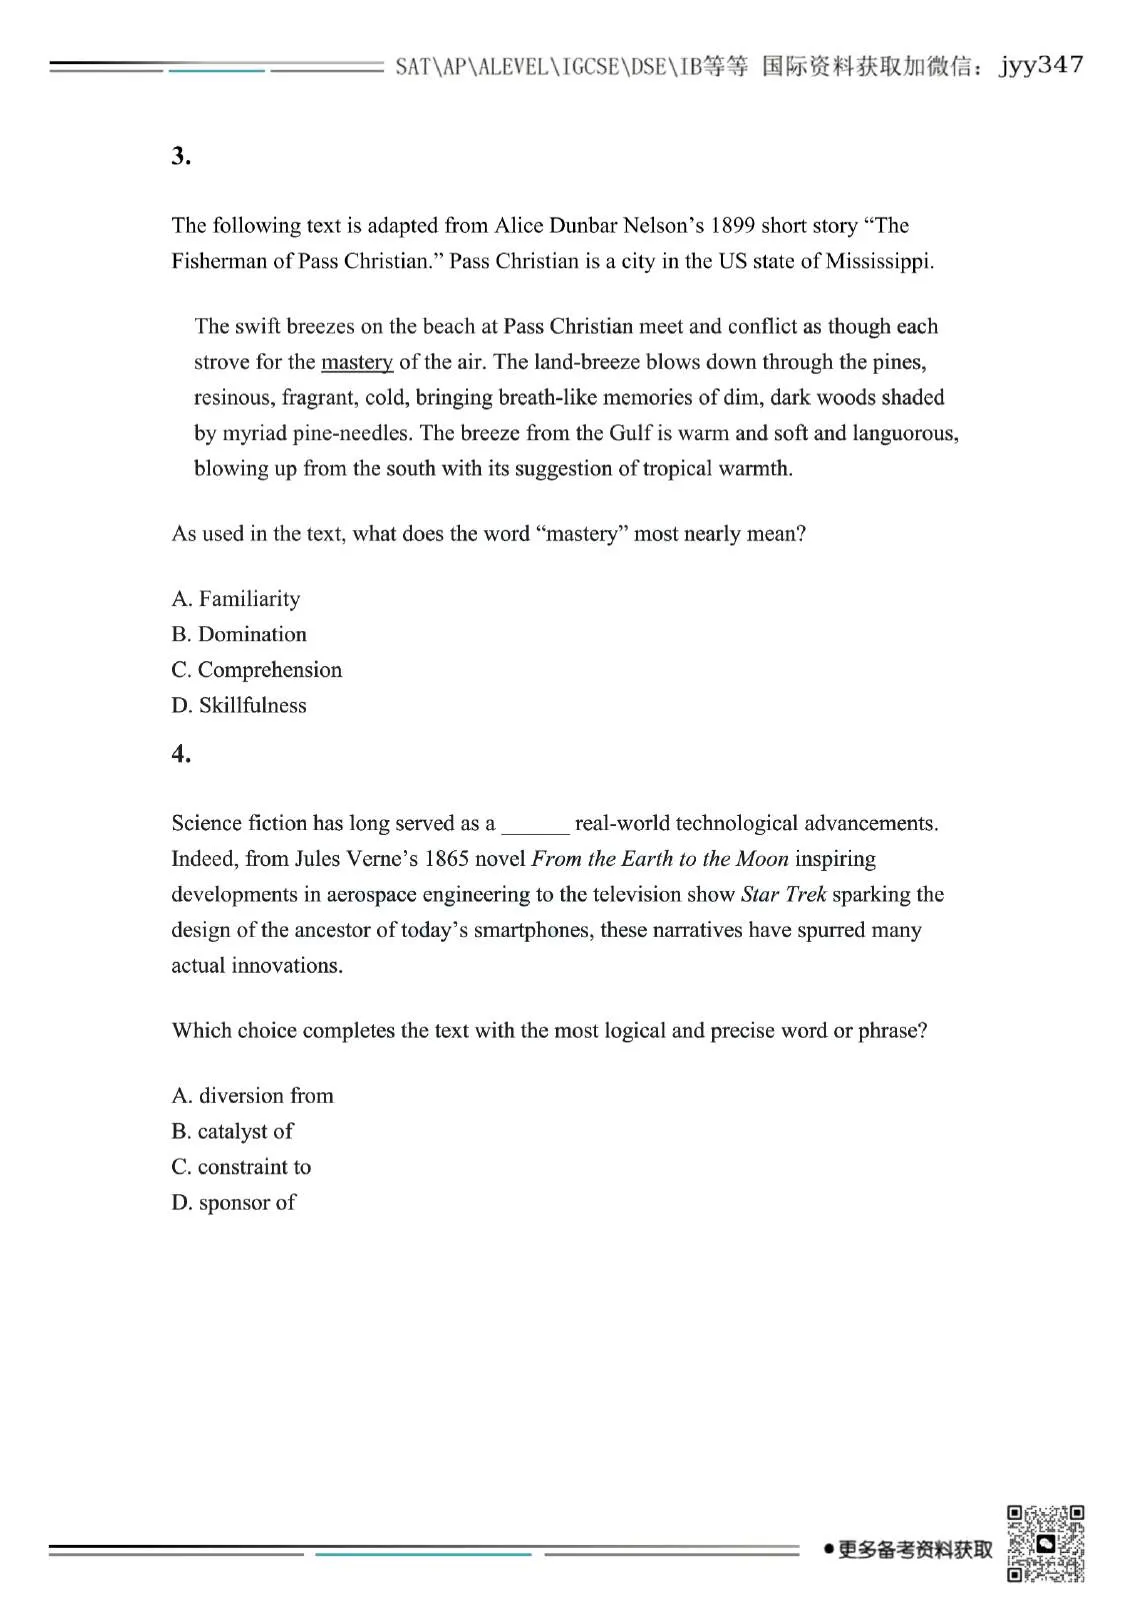 SAT\AP\ALEVEL\IGCSE\DSE\IB等等 国际资料获取加微信: jyy347
3.
The following text is adapted from Alice Dunbar Nelson’s 1899 short story “The
Fisherman of Pass Christian.” Pass Christian is a city in the US state of Mississippi.
The swift breezes on the beach at Pass Christian meet and conflict as though each
strove for the mastery of the air. The land-breeze blows down through the pines,
resinous, fragrant, cold, bringing breath-like memories of dim, dark woods shaded
by myriad pine-needles. The breeze from the Gulf is warm and soft and languorous,
blowing up from the south with its suggestion of tropical warmth.
As used in the text, what does the word “mastery” most nearly mean?
A. Familiarity
B. Domination
C. Comprehension
D. Skillfulness
4.
Science fiction has long served as a ______ real-world technological advancements.
Indeed, from Jules Verne’s 1865 novel From the Earth to the Moon inspiring
developments in aerospace engineering to the television show Star Trek sparking the
design of the ancestor of today’s smartphones, these narratives have spurred many
actual innovations.
Which choice completes the text with the most logical and precise word or phrase?
A. diversion from
B. catalyst of
C. constraint to
D. sponsor of
●更多备考资料获取